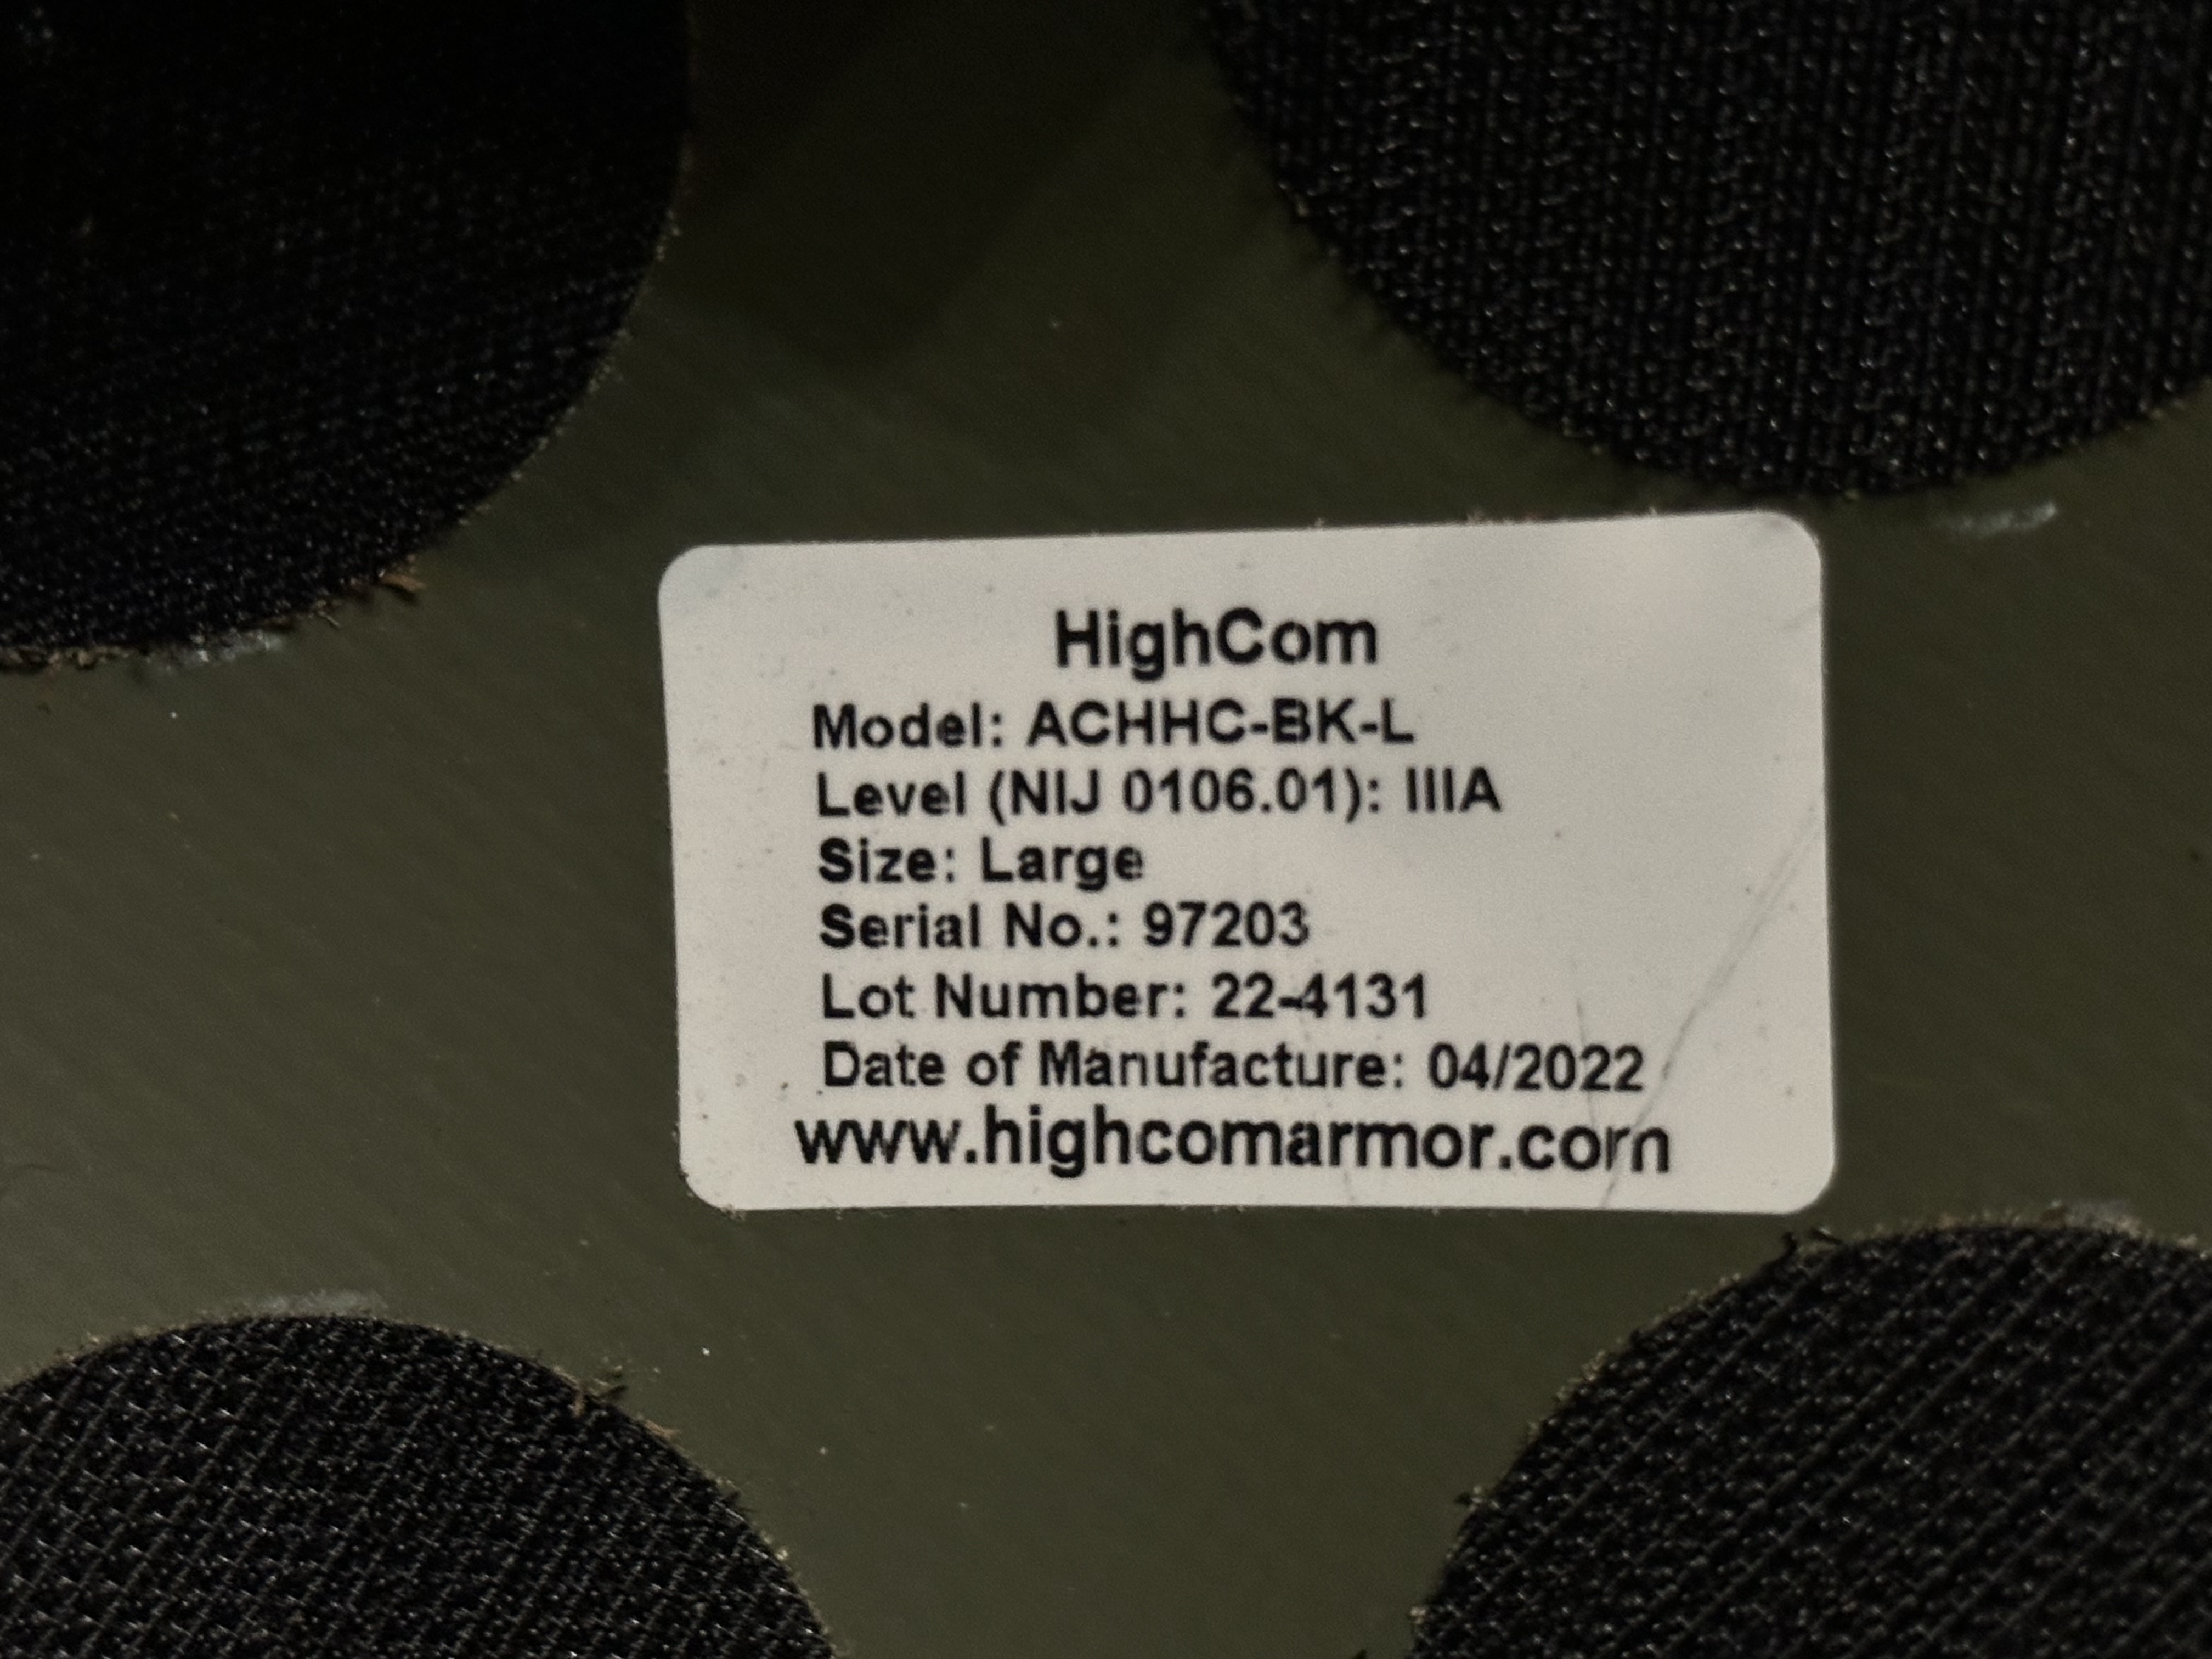 HighCom
Model: ACHHC-BK-L
Level (NIJ 0106.01): IIIA
Size: Large
Serial No.: 97203
Lot Number: 22-4131
Date of Manufacture: 04/2022
www.highcomarmor.com